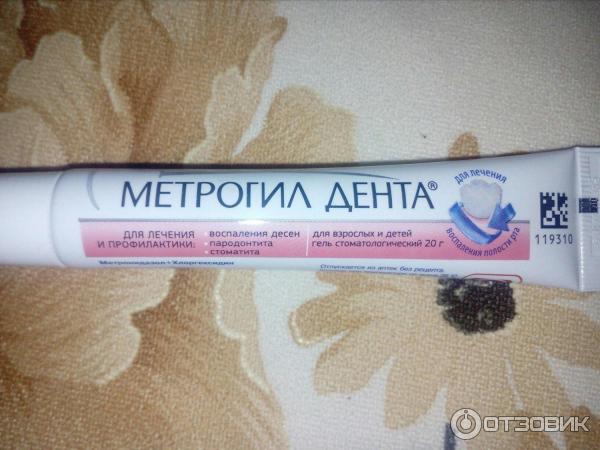 МЕТРОГИЛ ДЕНТА®
для лечения
воспаления полости рта
119310
ДЛЯ ЛЕЧЕНИЯ
И ПРОФИЛАКТИКИ:
• воспаления десен
• пародонтита
• стоматита
для взрослых и детей
гель стоматологический 20 г
Метронидазол+Хлоргексидин
Отпускается из аптек без рецепта.
ОТЗОВИК